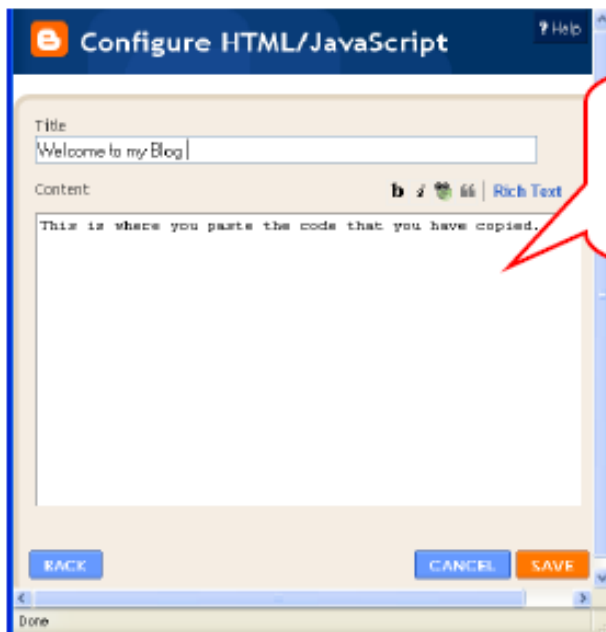 Configure HTML/JavaScript
? Help
Title
Welcome to my Blog
Content
b i “ Rich Text
This is where you paste the code that you have copied.
BACK
CANCEL
SAVE
Done